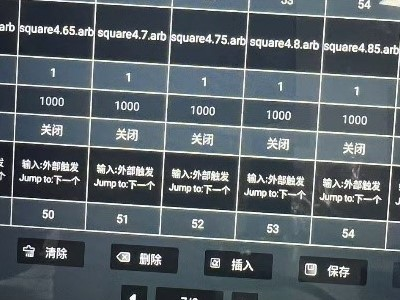 53 54
square4.65.arb square4.7.arb square4.75.arb square4.8.arb square4.85.arb
1 1 1 1 1
1000 1000 1000 1000 1000
关闭 关闭 关闭 关闭 关闭
输入:外部触发 输入:外部触发 输入:外部触发 输入:外部触发 输入:外部触发
Jump to:下一个 Jump to:下一个 Jump to:下一个 Jump to:下一个 Jump to:下一个
50 51 52 53 54
清除 删除 插入 保存